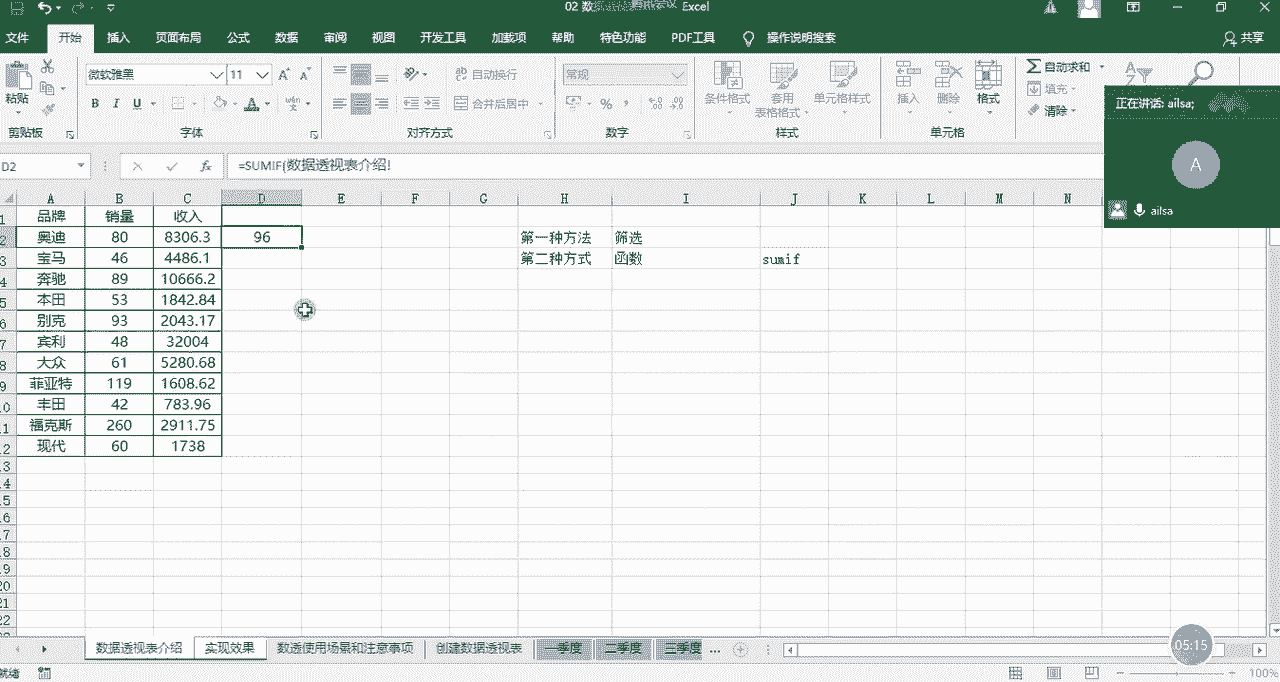 Excel
文件 开始 插入 页面布局 公式 数据 审阅 视图 开发工具 加载项 帮助 特色功能 PDF工具 操作说明搜索 共享
微软雅黑 11 自动换行 常规 自动求和
粘贴 B I U 合并后居中 条件格式 套用表格格式 单元格样式 插入 删除 格式 填充 清除
剪贴板 字体 对齐方式 数字 样式 单元格
正在讲话: ailsa;
A
ailsa
D2 =SUMIF(数据透视表介绍!
A B C D E F G H I J K L M N
1 品牌 销量 收入
2 奥迪 80 8306.3 96 第一种方法 筛选
3 宝马 46 4486.1 第二种方式 函数 sumif
4 奔驰 89 10666.2
5 本田 53 1842.84
6 别克 93 2043.17
7 宾利 48 32004
8 大众 61 5280.68
9 菲亚特 119 1608.62
10 丰田 42 783.96
11 福克斯 260 2911.75
12 现代 60 1738
13
14
15
16
17
18
19
20
21
22
数据透视表介绍 实现效果 数透使用场景和注意事项 创建数据透视表 一季度 二季度 三季度 ...
05:15
就绪 100%